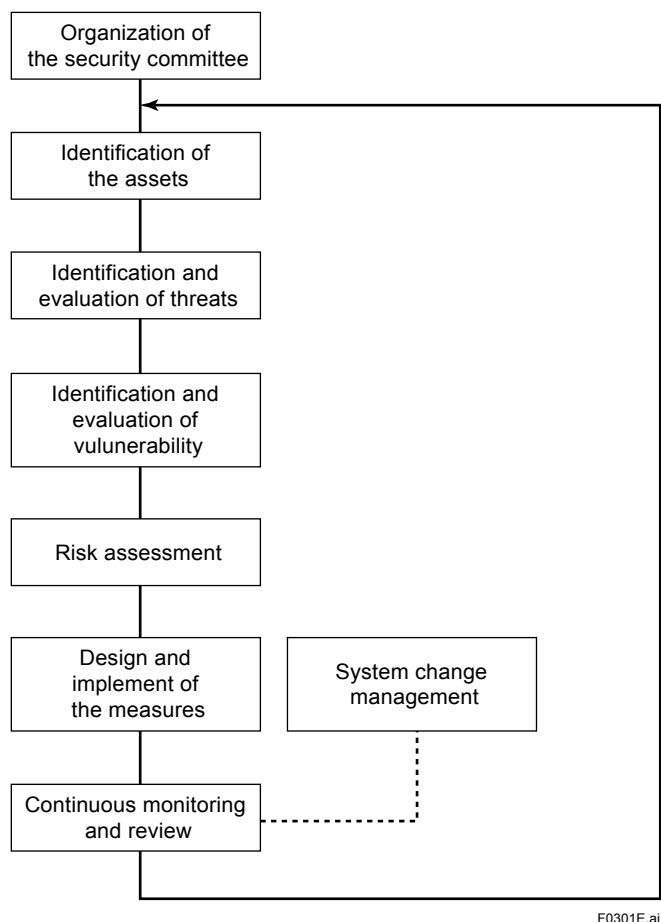 Organization of
the security committee
Identification of
the assets
Identification and
evaluation of threats
Identification and
evaluation of
vulunerability
Risk assessment
Design and
implement of
the measures
System change
management
Continuous monitoring
and review
F0301E.ai